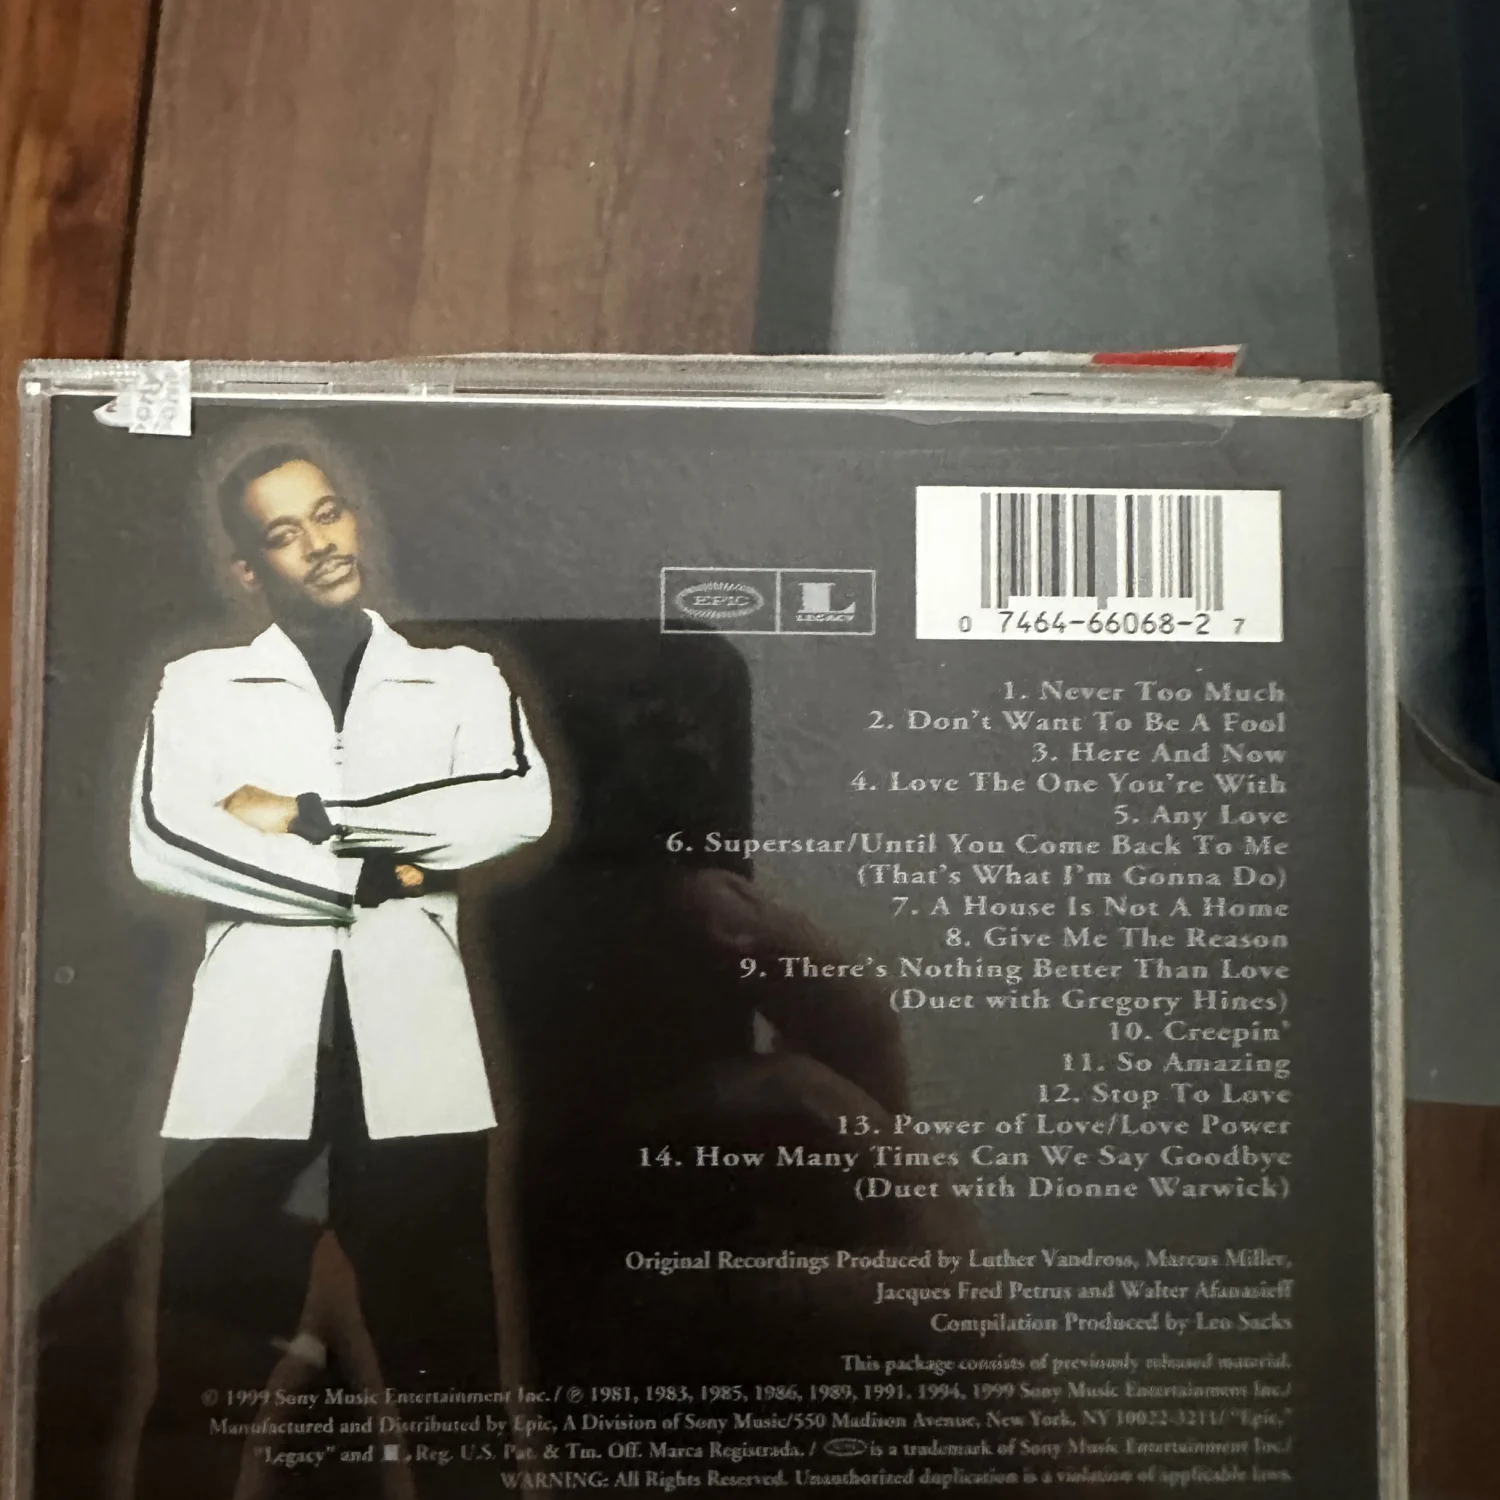 EPIC
L
LEGACY
0 7464-66068-2 7
1. Never Too Much
2. Don't Want To Be A Fool
3. Here And Now
4. Love The One You're With
5. Any Love
6. Superstar/Until You Come Back To Me
(That's What I'm Gonna Do)
7. A House Is Not A Home
8. Give Me The Reason
9. There's Nothing Better Than Love
(Duet with Gregory Hines)
10. Creepin'
11. So Amazing
12. Stop To Love
13. Power of Love/Love Power
14. How Many Times Can We Say Goodbye
(Duet with Dionne Warwick)
Original Recordings Produced by Luther Vandross, Marcus Miller,
Jacques Fred Petrus and Walter Afanasieff
Compilation Produced by Leo Sacks
This package consists of previously released material.
© 1999 Sony Music Entertainment Inc./ ℗ 1981, 1983, 1985, 1986, 1989, 1991, 1994, 1999 Sony Music Entertainment Inc./
Manufactured and Distributed by Epic, A Division of Sony Music/550 Madison Avenue, New York, NY 10022-3211/ "Epic,"
"Legacy" and L, Reg. U.S. Pat. & Tm. Off. Marca Registrada. / is a trademark of Sony Music Entertainment Inc./
WARNING: All Rights Reserved. Unauthorized duplication is a violation of applicable laws.